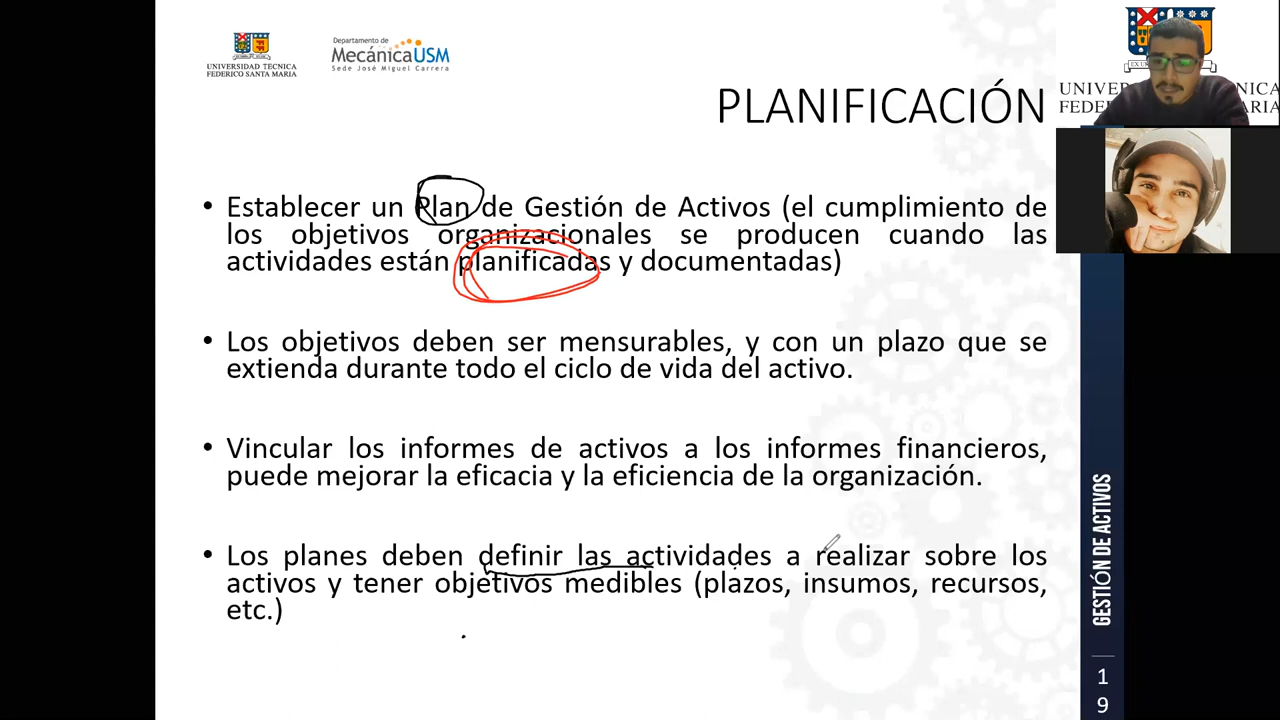 UNIVERSIDAD TECNICA
FEDERICO SANTA MARIA
Departamento de
MecánicaUSM
Sede José Miguel Carrera
PLANIFICACIÓN
• Establecer un Plan de Gestión de Activos (el cumplimiento de
los objetivos organizacionales se producen cuando las
actividades están planificadas y documentadas)
• Los objetivos deben ser mensurables, y con un plazo que se
extienda durante todo el ciclo de vida del activo.
• Vincular los informes de activos a los informes financieros,
puede mejorar la eficacia y la eficiencia de la organización.
• Los planes deben definir las actividades a realizar sobre los
activos y tener objetivos medibles (plazos, insumos, recursos,
etc.)
GESTIÓN DE ACTIVOS
1
9